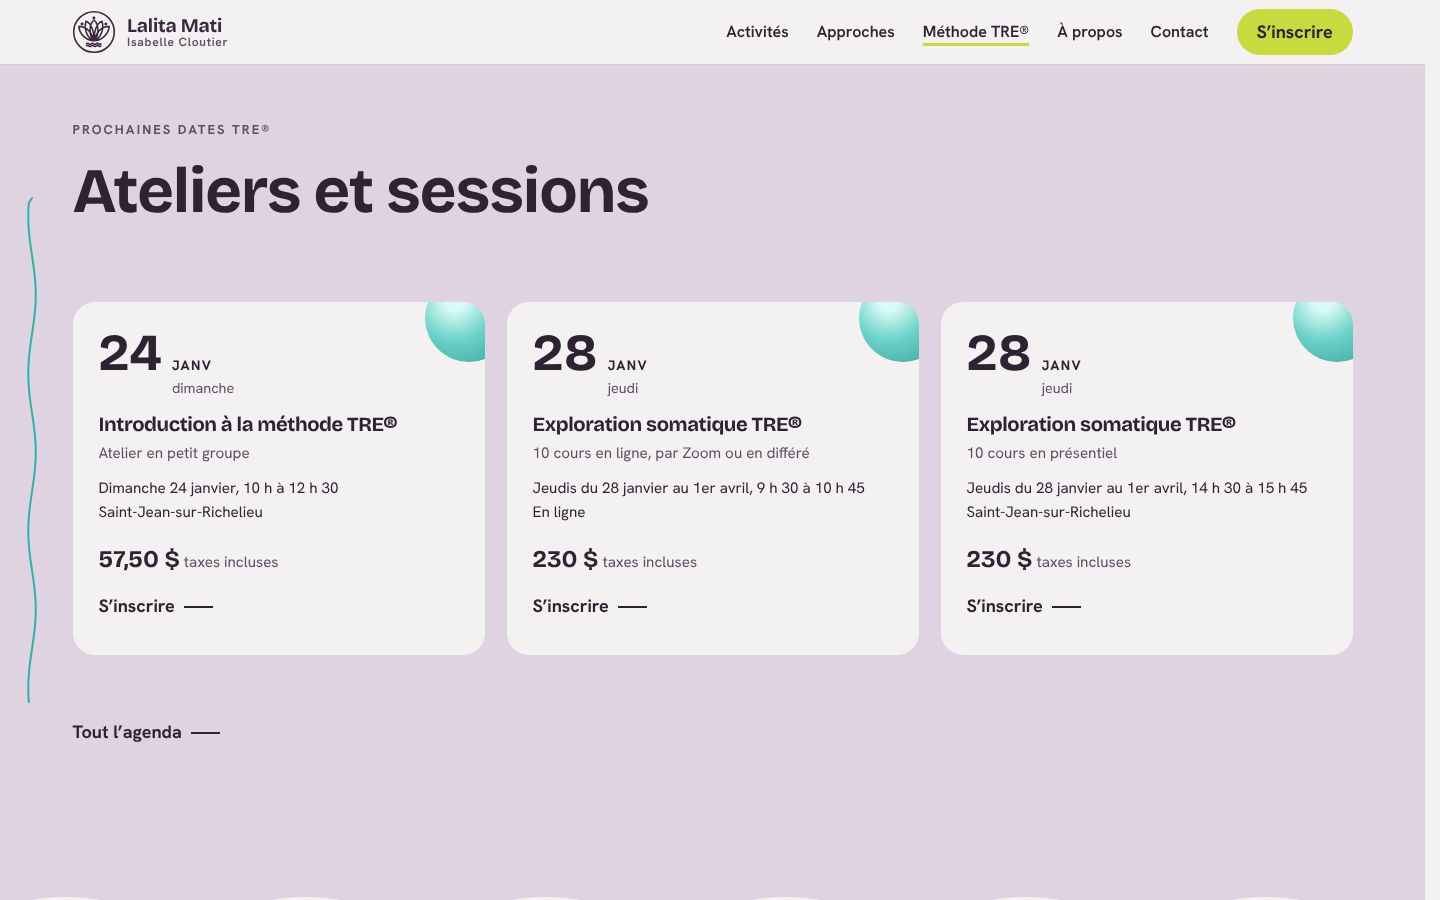 Lalita Mati
Isabelle Cloutier
Activités
Approches
Méthode TRE®
À propos
Contact
S’inscrire
PROCHAINES DATES TRE®
Ateliers et sessions
24 JANV
dimanche
Introduction à la méthode TRE®
Atelier en petit groupe
Dimanche 24 janvier, 10 h à 12 h 30
Saint-Jean-sur-Richelieu
57,50 $ taxes incluses
S’inscrire
28 JANV
jeudi
Exploration somatique TRE®
10 cours en ligne, par Zoom ou en différé
Jeudis du 28 janvier au 1er avril, 9 h 30 à 10 h 45
En ligne
230 $ taxes incluses
S’inscrire
28 JANV
jeudi
Exploration somatique TRE®
10 cours en présentiel
Jeudis du 28 janvier au 1er avril, 14 h 30 à 15 h 45
Saint-Jean-sur-Richelieu
230 $ taxes incluses
S’inscrire
Tout l’agenda